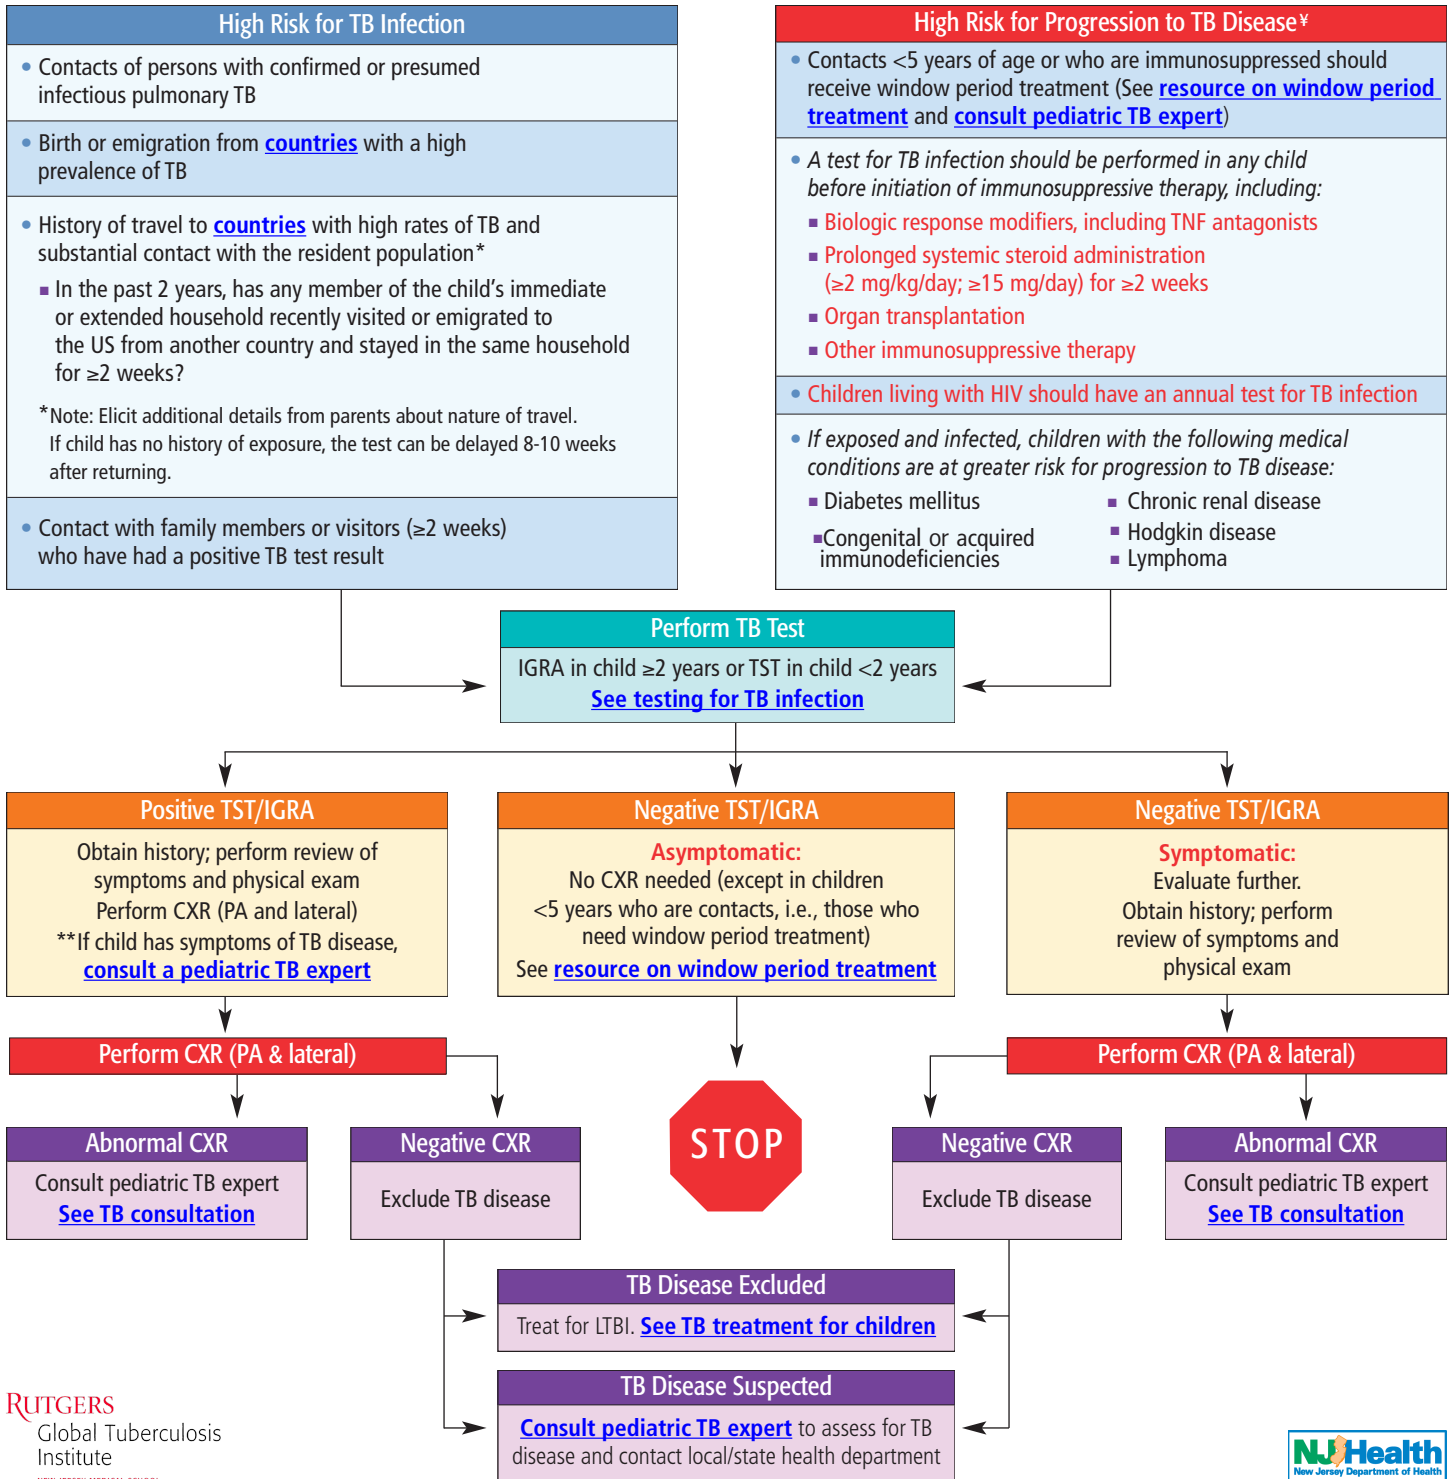 High Risk for TB Infection
• Contacts of persons with confirmed or presumed
infectious pulmonary TB
• Birth or emigration from countries with a high
prevalence of TB
• History of travel to countries with high rates of TB and
substantial contact with the resident population*
■ In the past 2 years, has any member of the child's immediate
or extended household recently visited or emigrated to
the US from another country and stayed in the same household
for ≥2 weeks?
*Note: Elicit additional details from parents about nature of travel.
If child has no history of exposure, the test can be delayed 8-10 weeks
after returning.
• Contact with family members or visitors (≥2 weeks)
who have had a positive TB test result
High Risk for Progression to TB Disease¥
• Contacts <5 years of age or who are immunosuppressed should
receive window period treatment (See resource on window period
treatment and consult pediatric TB expert)
• A test for TB infection should be performed in any child
before initiation of immunosuppressive therapy, including:
■ Biologic response modifiers, including TNF antagonists
■ Prolonged systemic steroid administration
(≥2 mg/kg/day; ≥15 mg/day) for ≥2 weeks
■ Organ transplantation
■ Other immunosuppressive therapy
• Children living with HIV should have an annual test for TB infection
• If exposed and infected, children with the following medical
conditions are at greater risk for progression to TB disease:
■ Diabetes mellitus
■Congenital or acquired
immunodeficiencies
■ Chronic renal disease
■ Hodgkin disease
■ Lymphoma
Perform TB Test
IGRA in child ≥2 years or TST in child <2 years
See testing for TB infection
Positive TST/IGRA
Obtain history; perform review of
symptoms and physical exam
Perform CXR (PA and lateral)
**If child has symptoms of TB disease,
consult a pediatric TB expert
Negative TST/IGRA
Asymptomatic:
No CXR needed (except in children
<5 years who are contacts, i.e., those who
need window period treatment)
See resource on window period treatment
Negative TST/IGRA
Symptomatic:
Evaluate further.
Obtain history; perform
review of symptoms and
physical exam
Perform CXR (PA & lateral)
Perform CXR (PA & lateral)
Abnormal CXR
Consult pediatric TB expert
See TB consultation
Negative CXR
Exclude TB disease
STOP
Negative CXR
Exclude TB disease
Abnormal CXR
Consult pediatric TB expert
See TB consultation
TB Disease Excluded
Treat for LTBI. See TB treatment for children
TB Disease Suspected
Consult pediatric TB expert to assess for TB
disease and contact local/state health department
RUTGERS
Global Tuberculosis
Institute
NJ Health
New Jersey Department of Health